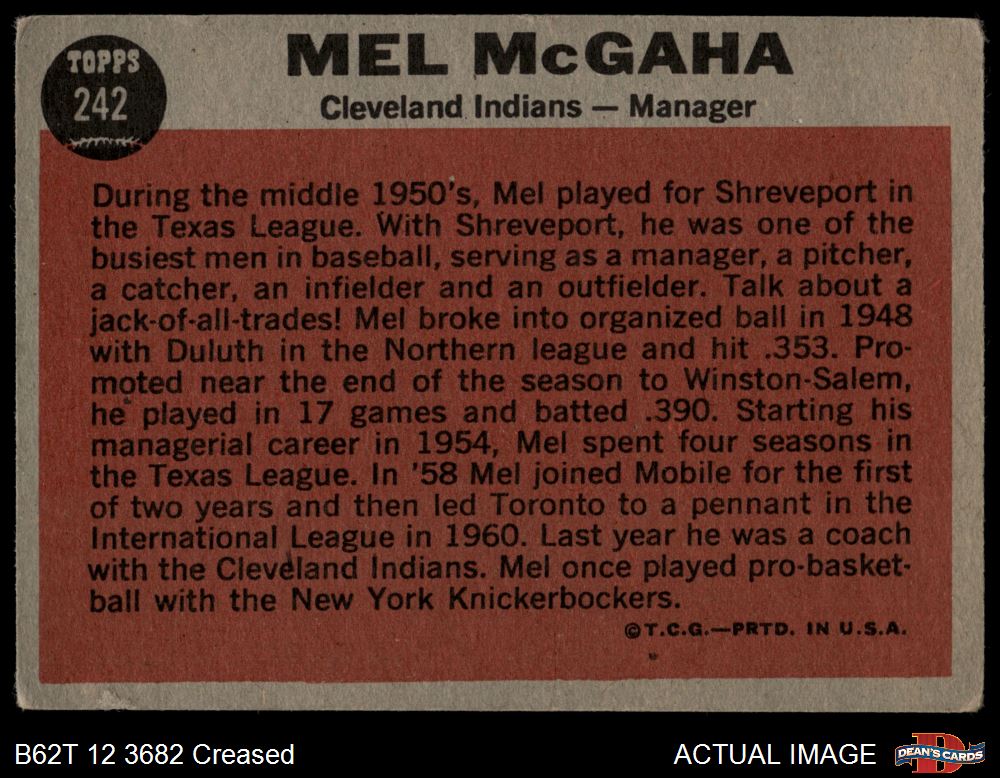 TOPPS
242
MEL McGAHA
Cleveland Indians — Manager
During the middle 1950's, Mel played for Shreveport in
the Texas League. With Shreveport, he was one of the
busiest men in baseball, serving as a manager, a pitcher,
a catcher, an infielder and an outfielder. Talk about a
jack-of-all-trades! Mel broke into organized ball in 1948
with Duluth in the Northern league and hit .353. Pro-
moted near the end of the season to Winston-Salem,
he played in 17 games and batted .390. Starting his
managerial career in 1954, Mel spent four seasons in
the Texas League. In '58 Mel joined Mobile for the first
of two years and then led Toronto to a pennant in the
International League in 1960. Last year he was a coach
with the Cleveland Indians. Mel once played pro-basket-
ball with the New York Knickerbockers.
©T.C.G.—PRTD. IN U.S.A.
B62T 12 3682 Creased
ACTUAL IMAGE
DEAN'S CARDS